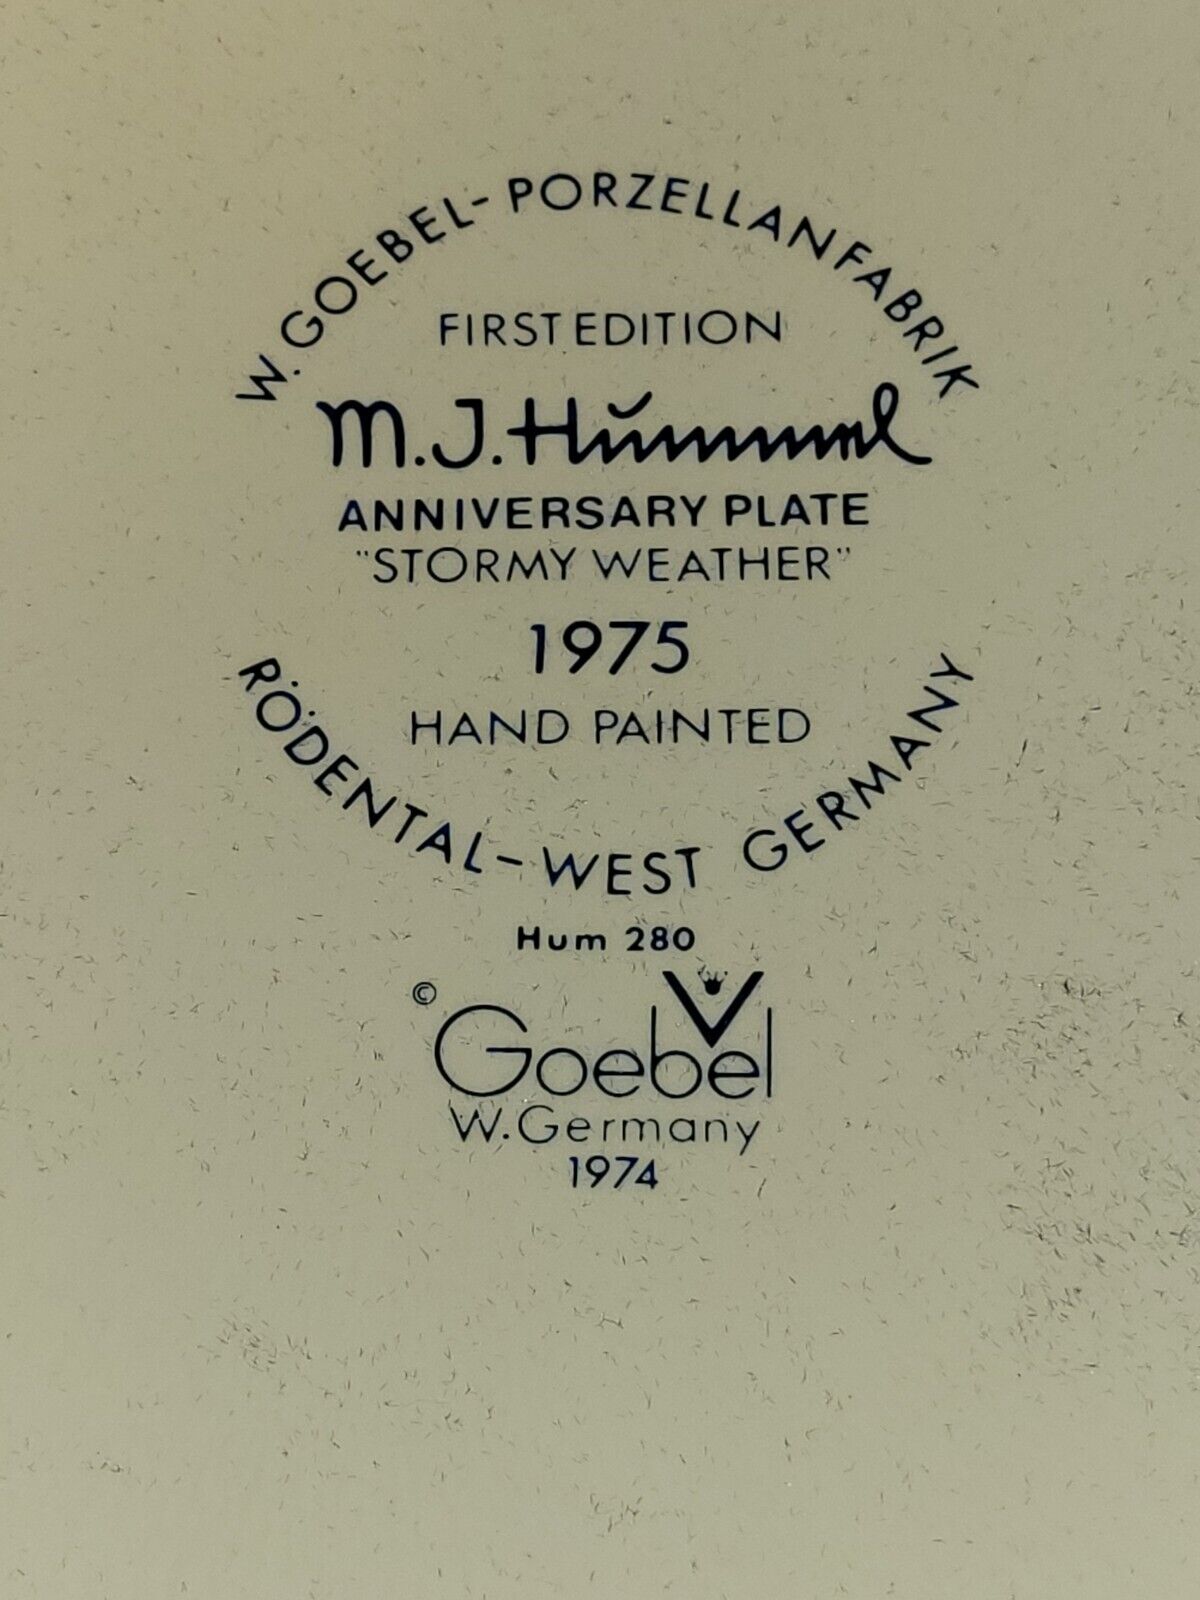 W. GOEBEL - PORZELLANFABRIK
FIRST EDITION
M.J. Hummel
ANNIVERSARY PLATE
"STORMY WEATHER"
1975
HAND PAINTED
RÖDENTAL - WEST GERMANY
Hum 280
© Goebel
W. Germany
1974